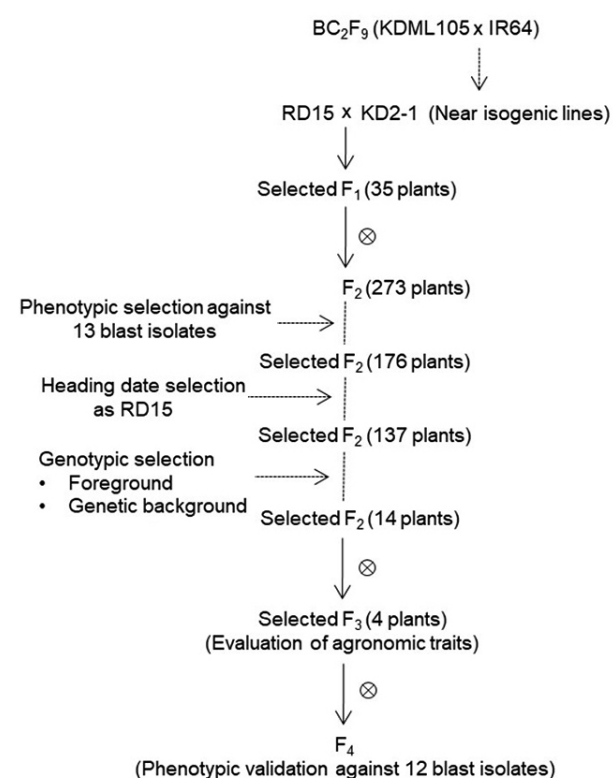 BC₂F₉ (KDML105 x IR64)
RD15 x KD2-1 (Near isogenic lines)
Selected F₁ (35 plants)
F₂ (273 plants)
Phenotypic selection against
13 blast isolates
Selected F₂ (176 plants)
Heading date selection
as RD15
Selected F₂ (137 plants)
Genotypic selection
• Foreground
• Genetic background
Selected F₂ (14 plants)
Selected F₃ (4 plants)
(Evaluation of agronomic traits)
F₄
(Phenotypic validation against 12 blast isolates)